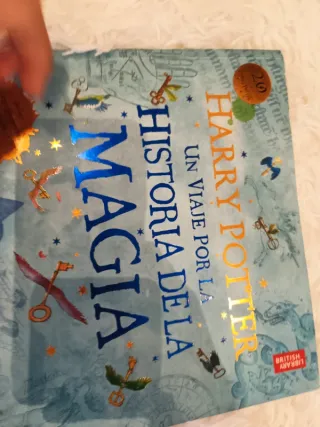 HARRY POTTER
UN VIAJE POR LA
HISTORIA DE LA
MAGIA
BRITISH
LIBRARY